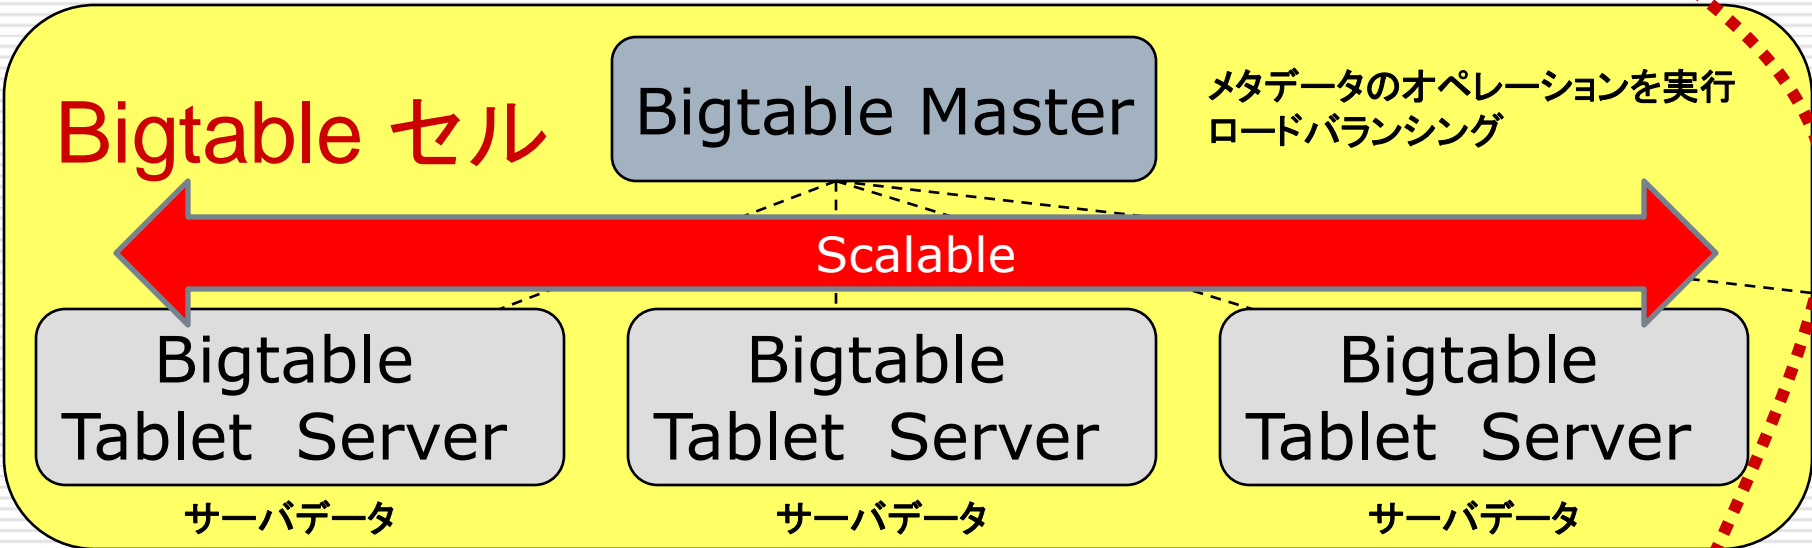 Bigtable セル
Bigtable Master
メタデータのオペレーションを実行
ロードバランシング
Scalable
Bigtable
Tablet Server
Bigtable
Tablet Server
Bigtable
Tablet Server
サーバデータ
サーバデータ
サーバデータ